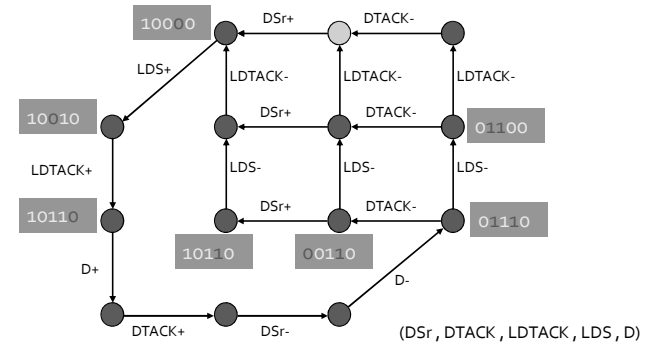 DSr+ DTACK-
10000
LDS+
LDTACK- LDTACK- LDTACK-
10010
DSr+ DTACK-
01100
LDTACK+
LDS- LDS- LDS-
10110
DSr+ DTACK-
01110
10110 00110
D+
D-
DTACK+ DSr-
(DSr , DTACK , LDTACK , LDS , D)